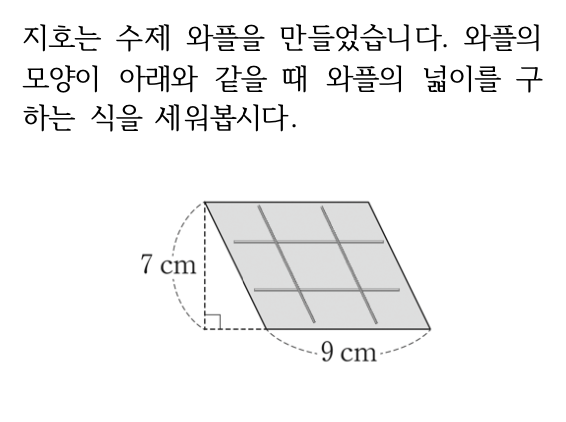 지호는 수제 와플을 만들었습니다. 와플의
모양이 아래와 같을 때 와플의 넓이를 구
하는 식을 세워봅시다.
7 cm
9 cm